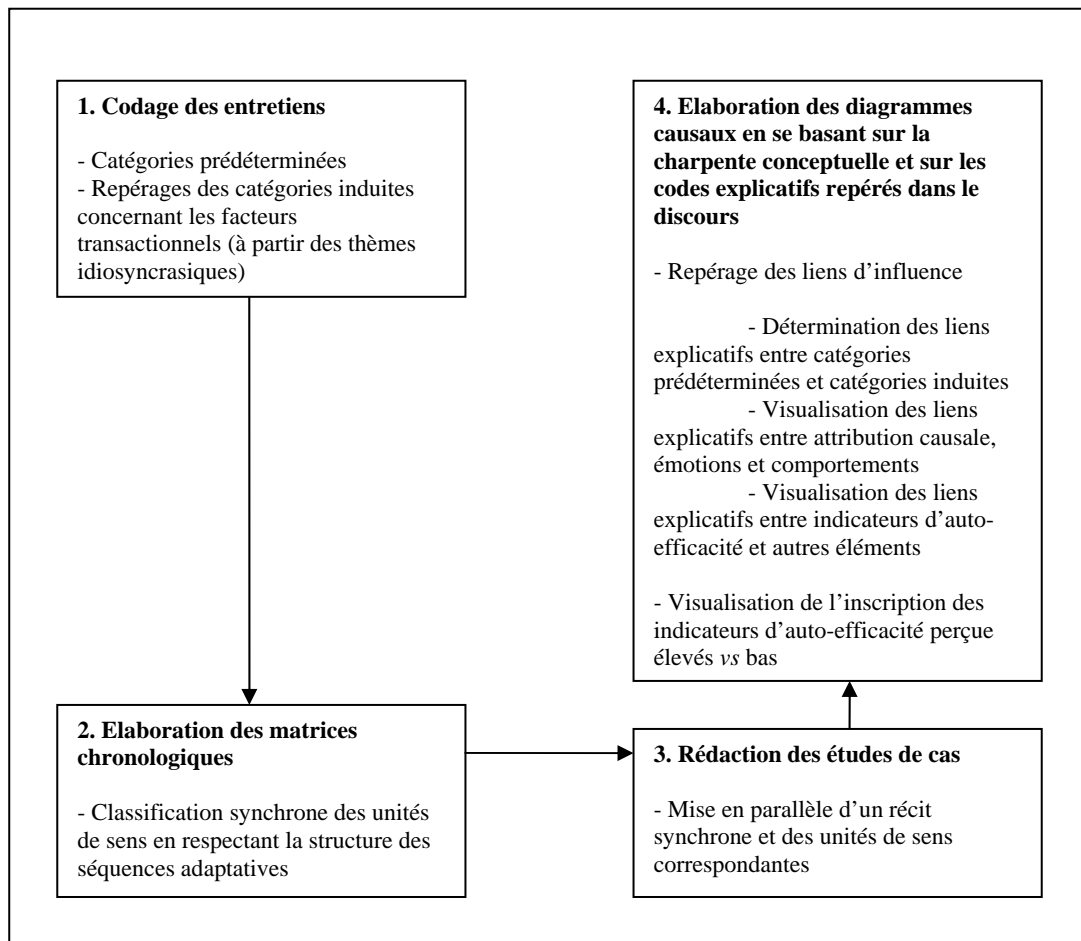 1. Codage des entretiens
- Catégories prédéterminées
- Repérages des catégories induites
concernant les facteurs
transactionnels (à partir des thèmes
idiosyncrasiques)
2. Elaboration des matrices
chronologiques
- Classification synchrone des unités
de sens en respectant la structure des
séquences adaptatives
3. Rédaction des études de cas
- Mise en parallèle d’un récit
synchrone et des unités de sens
correspondantes
4. Elaboration des diagrammes
causaux en se basant sur la
charpente conceptuelle et sur les
codes explicatifs repérés dans le
discours
- Repérage des liens d’influence
- Détermination des liens
explicatifs entre catégories
prédéterminées et catégories induites
- Visualisation des liens
explicatifs entre attribution causale,
émotions et comportements
- Visualisation des liens
explicatifs entre indicateurs d’auto-
efficacité et autres éléments
- Visualisation de l’inscription des
indicateurs d’auto-efficacité perçue
élevés vs bas